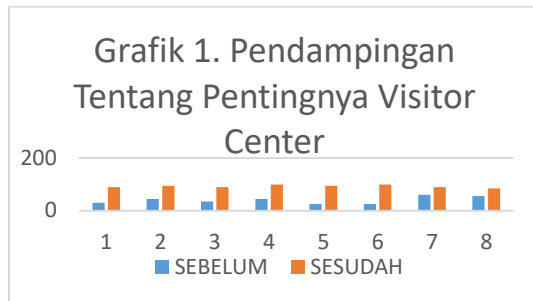 Grafik 1. Pendampingan
Tentang Pentingnya Visitor
Center
200
0
1 2 3 4 5 6 7 8
SEBELUM SESUDAH